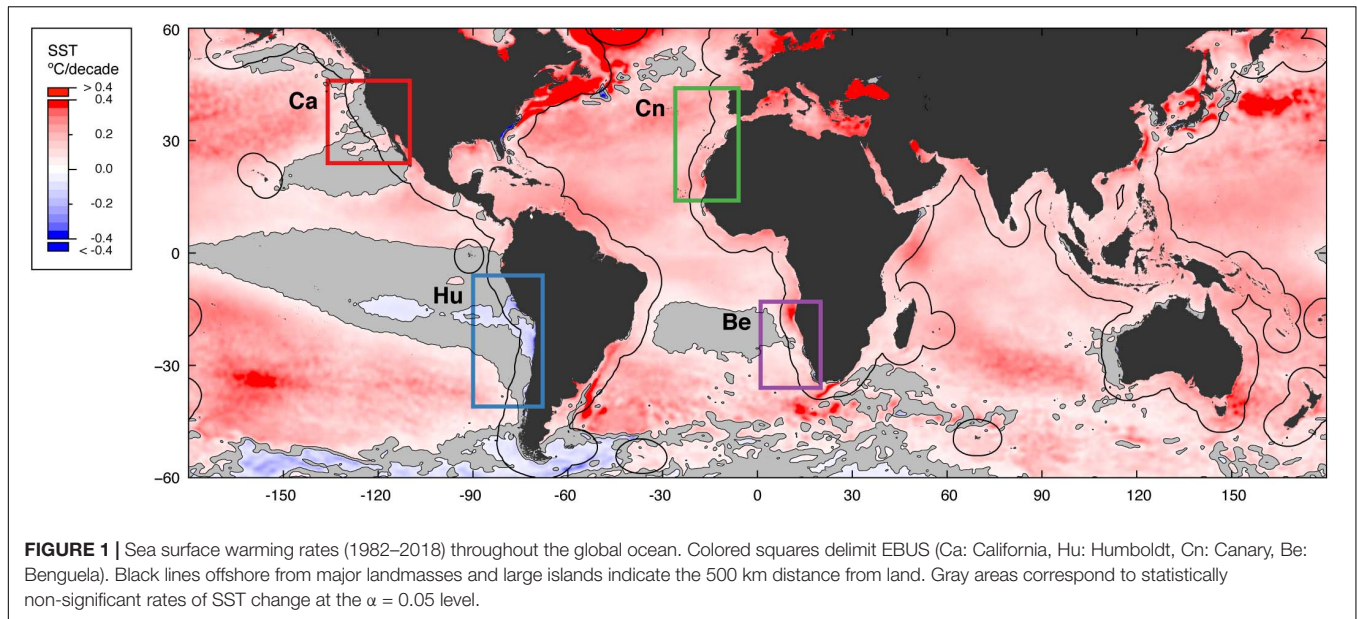 SST
ºC/decade
> 0.4
0.4
0.2
0.0
-0.2
-0.4
< -0.4
60
30
0
−30
−60
Ca
Cn
Hu
Be
-150 -120 -90 -60 -30 0 30 60 90 120 150
FIGURE 1 | Sea surface warming rates (1982–2018) throughout the global ocean. Colored squares delimit EBUS (Ca: California, Hu: Humboldt, Cn: Canary, Be:
Benguela). Black lines offshore from major landmasses and large islands indicate the 500 km distance from land. Gray areas correspond to statistically
non-significant rates of SST change at the α = 0.05 level.